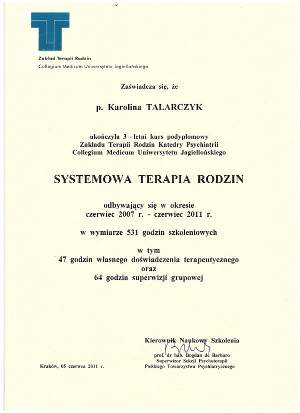 Zakład Terapii Rodzin
Collegium Medicum Uniwersytetu Jagiellońskiego
Zaświadcza się, że
p. Karolina TALARCZYK
ukończyła 3 - letni kurs podyplomowy
Zakładu Terapii Rodzin Katedry Psychiatrii
Collegium Medicum Uniwersytetu Jagiellońskiego
SYSTEMOWA TERAPIA RODZIN
odbywający się w okresie
czerwiec 2007 r. - czerwiec 2011 r.
w wymiarze 531 godzin szkoleniowych
w tym
47 godzin własnego doświadczenia terapeutycznego
oraz
64 godzin superwizji grupowej
Kierownik Naukowy Szkolenia
prof. dr hab. Bogdan de Barbaro
Superwizor Sekcji Psychoterapii
Polskiego Towarzystwa Psychiatrycznego
Kraków, 05 czerwca 2011 r.